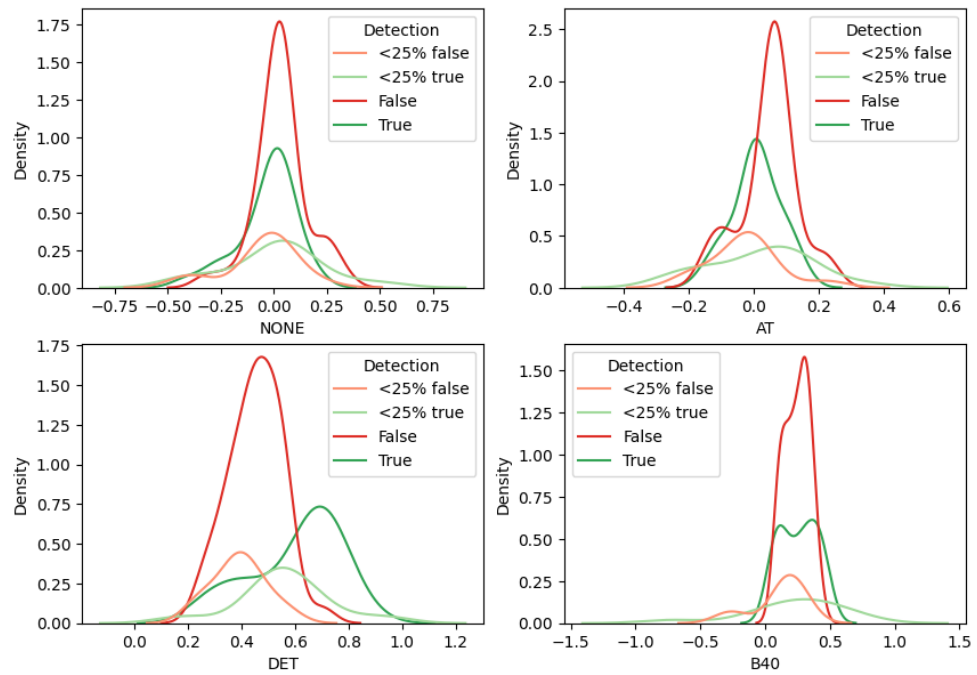 Detection
<25% false
<25% true
False
True
Density
1.75
1.50
1.25
1.00
0.75
0.50
0.25
0.00
−0.75 −0.50 −0.25 0.00 0.25 0.50 0.75
NONE
Detection
<25% false
<25% true
False
True
Density
2.5
2.0
1.5
1.0
0.5
0.0
−0.4 −0.2 0.0 0.2 0.4 0.6
AT
Detection
<25% false
<25% true
False
True
Density
1.75
1.50
1.25
1.00
0.75
0.50
0.25
0.00
0.0 0.2 0.4 0.6 0.8 1.0 1.2
DET
Detection
<25% false
<25% true
False
True
Density
1.50
1.25
1.00
0.75
0.50
0.25
0.00
−1.5 −1.0 −0.5 0.0 0.5 1.0 1.5
B40